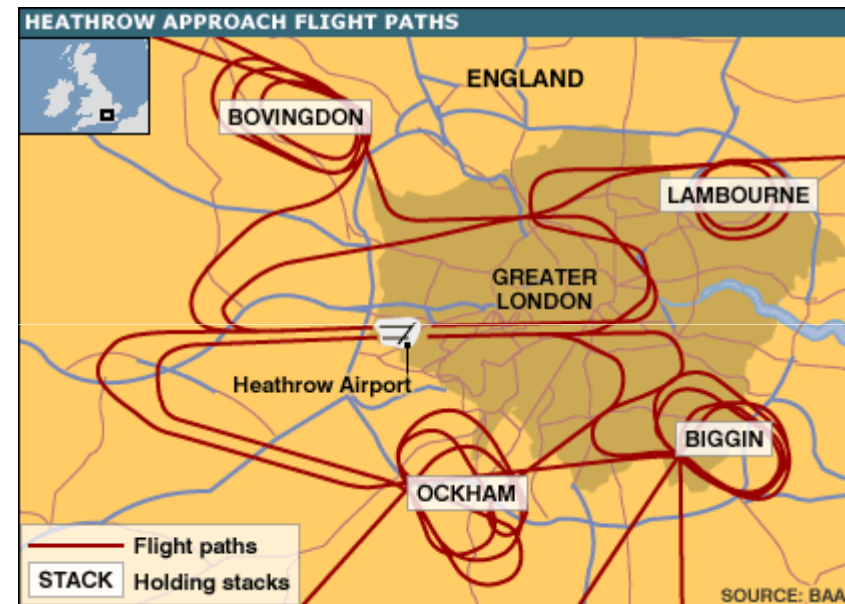 HEATHROW APPROACH FLIGHT PATHS
ENGLAND
BOVINGDON
LAMBOURNE
GREATER
LONDON
Heathrow Airport
BIGGIN
OCKHAM
Flight paths
STACK Holding stacks
SOURCE: BAA